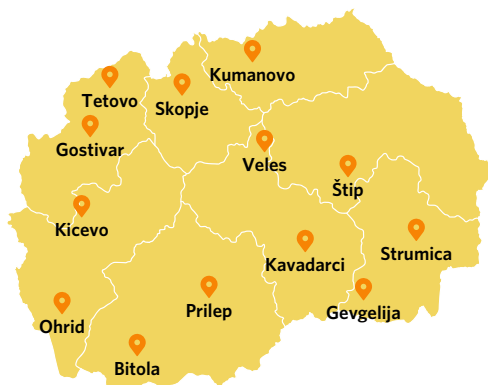 Kumanovo
Tetovo
Skopje
Gostivar
Veles
Štip
Kicevo
Strumica
Kavadarci
Prilep
Gevgelija
Ohrid
Bitola